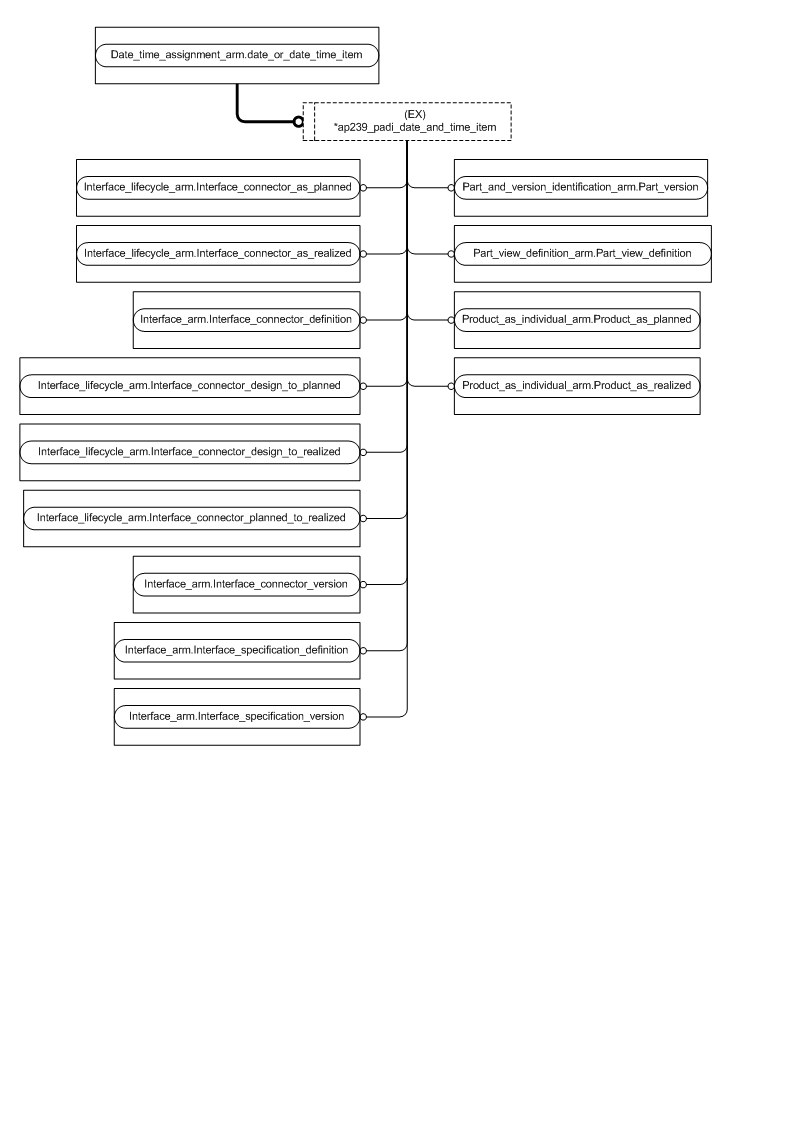 Date_time_assignment_arm.date_or_date_time_item
(EX)
*ap239_padi_date_and_time_item
Interface_lifecycle_arm.Interface_connector_as_planned
Part_and_version_identification_arm.Part_version
Interface_lifecycle_arm.Interface_connector_as_realized
Part_view_definition_arm.Part_view_definition
Interface_arm.Interface_connector_definition
Product_as_individual_arm.Product_as_planned
Interface_lifecycle_arm.Interface_connector_design_to_planned
Product_as_individual_arm.Product_as_realized
Interface_lifecycle_arm.Interface_connector_design_to_realized
Interface_lifecycle_arm.Interface_connector_planned_to_realized
Interface_arm.Interface_connector_version
Interface_arm.Interface_specification_definition
Interface_arm.Interface_specification_version